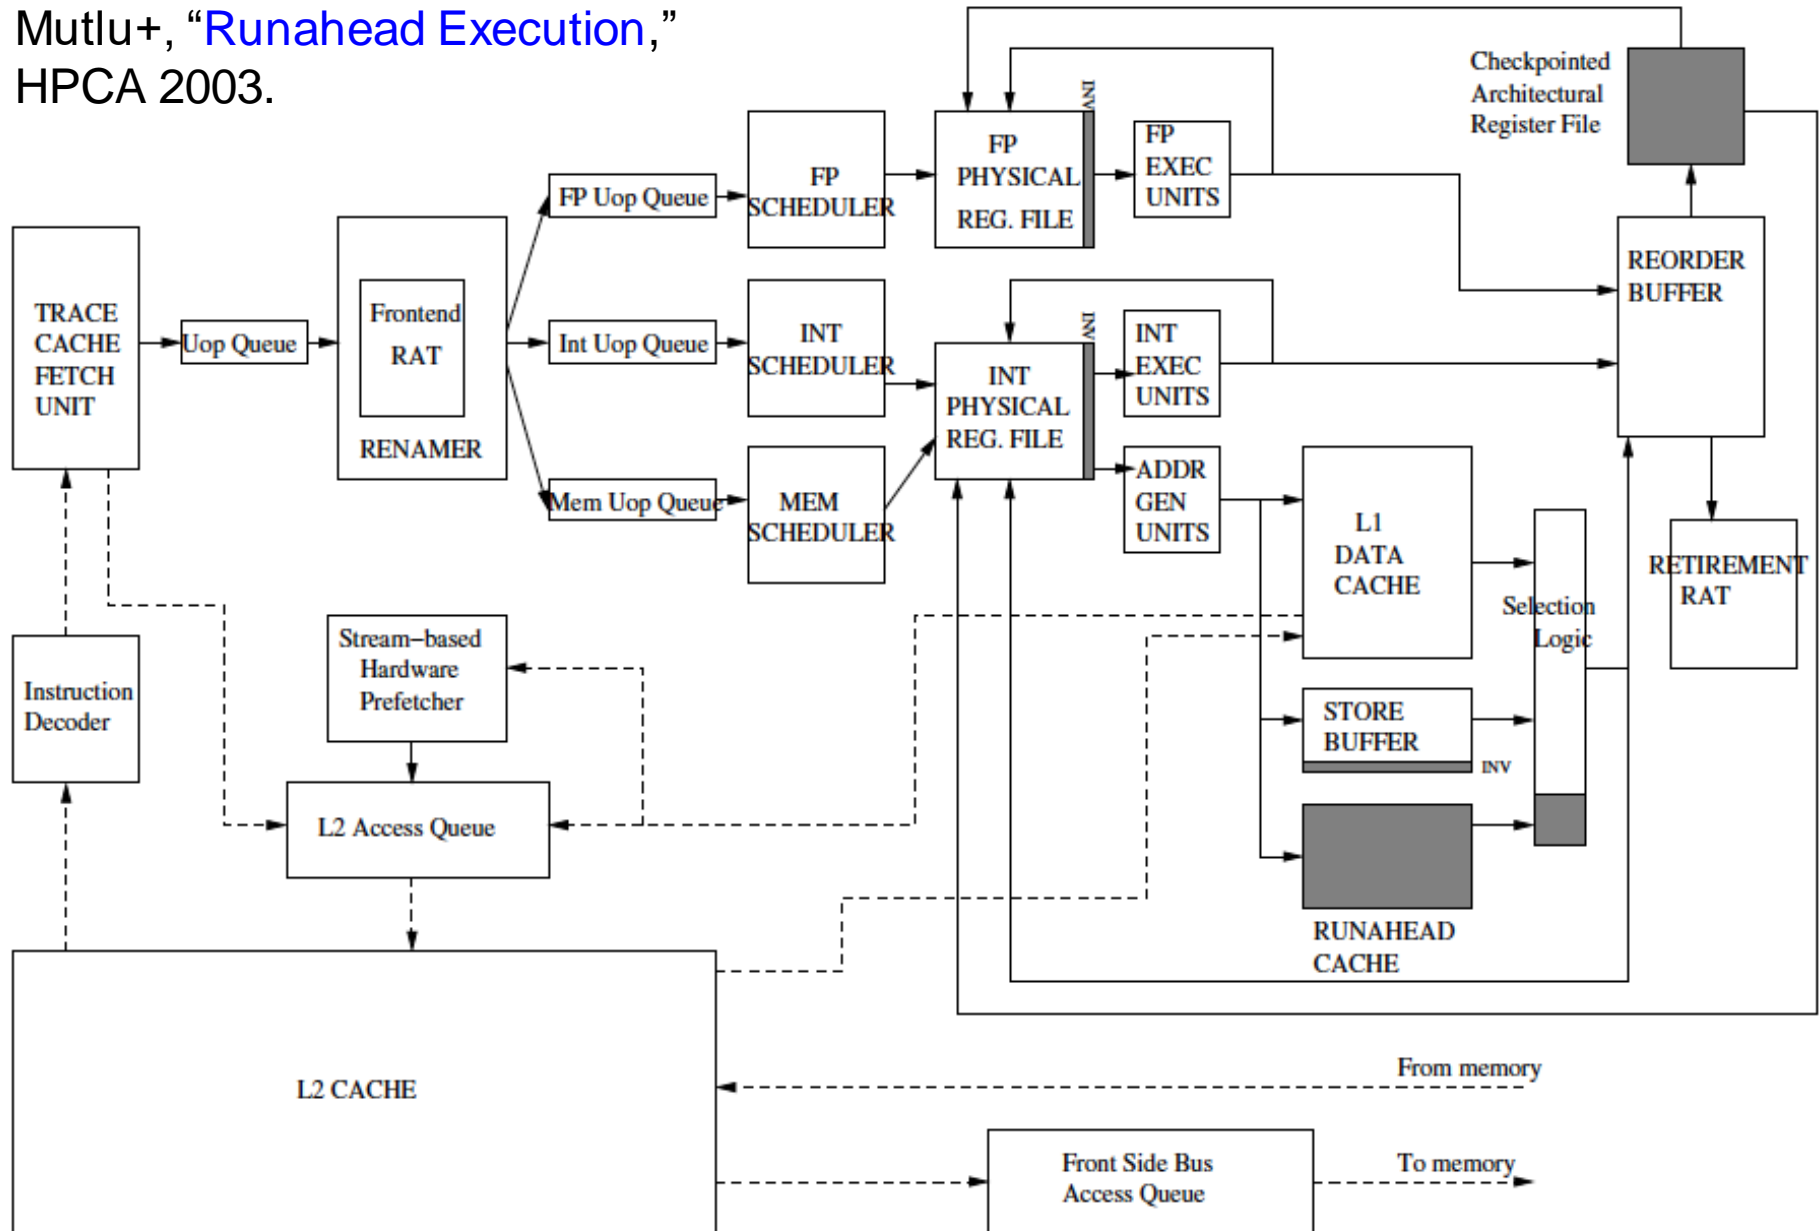 Mutlu+, “Runahead Execution,”
HPCA 2003.
Checkpointed
Architectural
Register File
INV
FP
PHYSICAL
REG. FILE
FP
EXEC
UNITS
FP
SCHEDULER
FP Uop Queue
REORDER
BUFFER
TRACE
CACHE
FETCH
UNIT
Uop Queue
Frontend
RAT
RENAMER
Int Uop Queue
INT
SCHEDULER
INV
INT
PHYSICAL
REG. FILE
INT
EXEC
UNITS
Mem Uop Queue
MEM
SCHEDULER
ADDR
GEN
UNITS
L1
DATA
CACHE
Selection
Logic
RETIREMENT
RAT
Instruction
Decoder
Stream−based
Hardware
Prefetcher
STORE
BUFFER
INV
L2 Access Queue
RUNAHEAD
CACHE
L2 CACHE
From memory
Front Side Bus
Access Queue
To memory